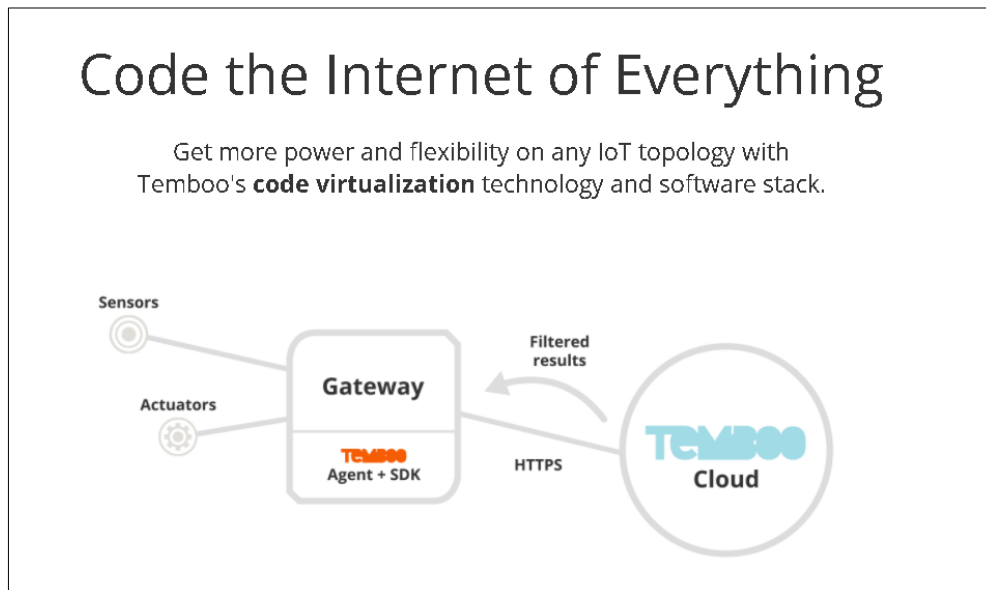 Code the Internet of Everything
Get more power and flexibility on any IoT topology with
Temboo's code virtualization technology and software stack.
Sensors
Actuators
Gateway
TEMBOO
Agent + SDK
Filtered
results
HTTPS
TEMBOO
Cloud